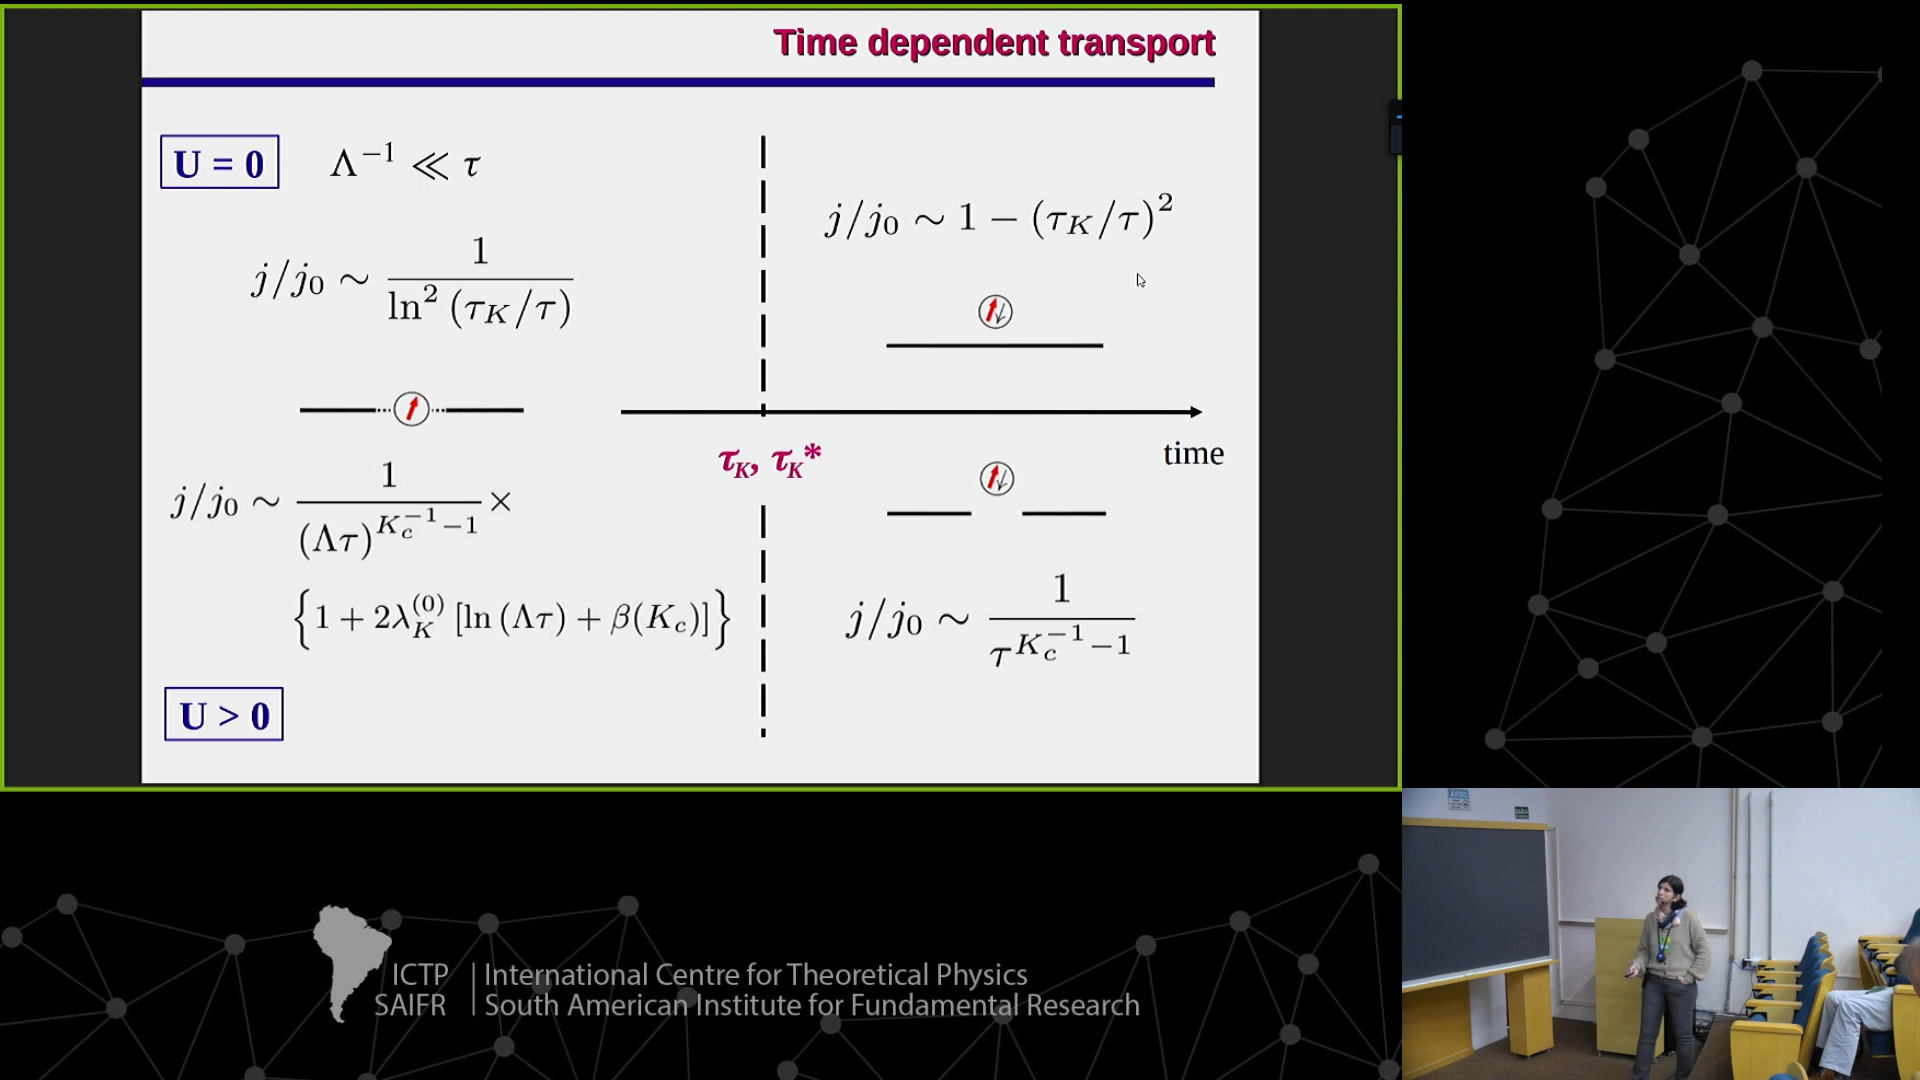 Time dependent transport
U = 0
Λ⁻¹ ≪ τ
j/j₀ ∼ 1 / ln² (τ_K/τ)
j/j₀ ∼ 1 − (τ_K/τ)²
τ_K, τ_K*
time
j/j₀ ∼ 1 / (Λτ)^{K_c^{−1}−1} ×
{1 + 2λ_K^{(0)} [ln (Λτ) + β(K_c)]}
j/j₀ ∼ 1 / τ^{K_c^{−1}−1}
U > 0
ICTP | International Centre for Theoretical Physics
SAIFR | South American Institute for Fundamental Research
AVISO